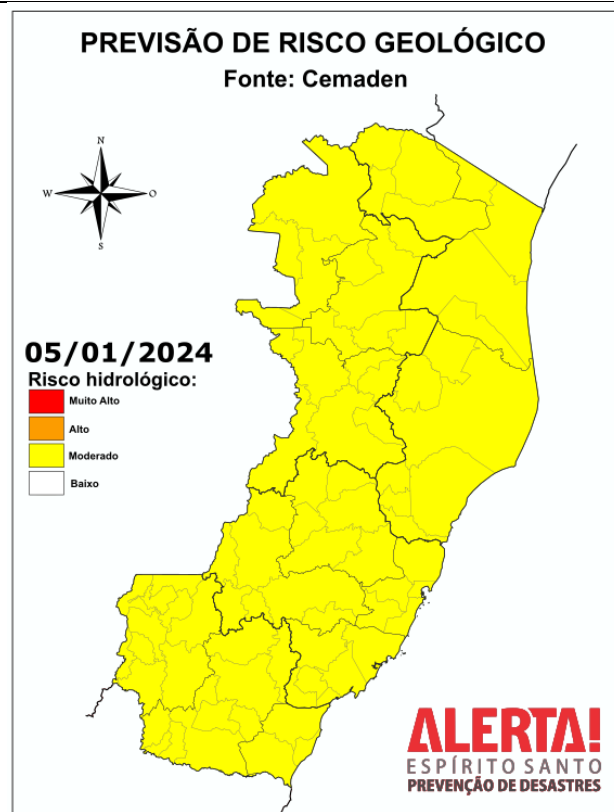 PREVISÃO DE RISCO GEOLÓGICO
Fonte: Cemaden
N
W
O
S
05/01/2024
Risco hidrológico:
Muito Alto
Alto
Moderado
Baixo
ALERTA!
ESPÍRITO SANTO
PREVENÇÃO DE DESASTRES